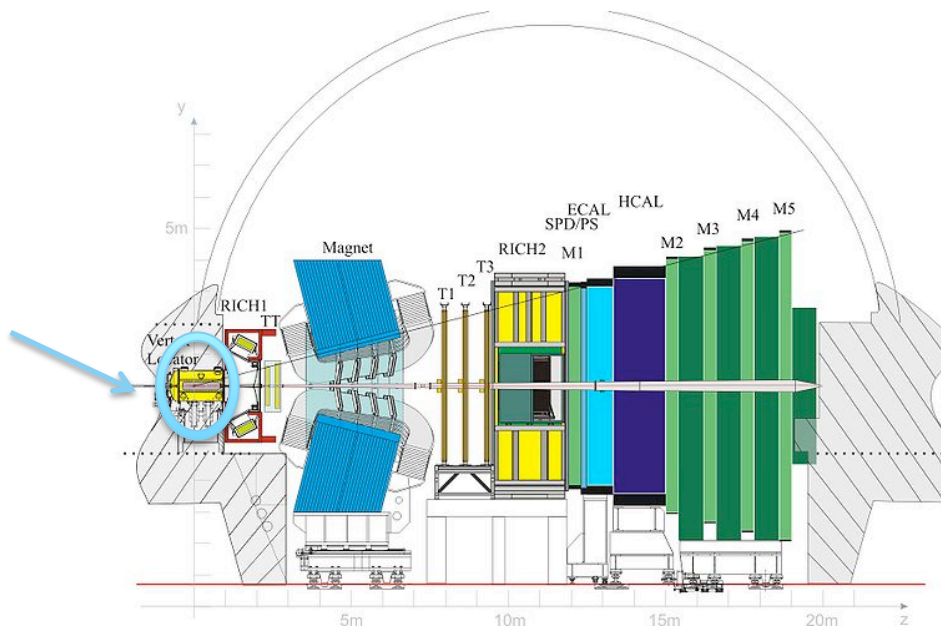 y
5m
HCAL
ECAL
SPD/PS
M5
M4
M3
M2
M1
Magnet
RICH2
T3
T2
T1
RICH1
TT
Vertex
Locator
5m
10m
15m
20m
z